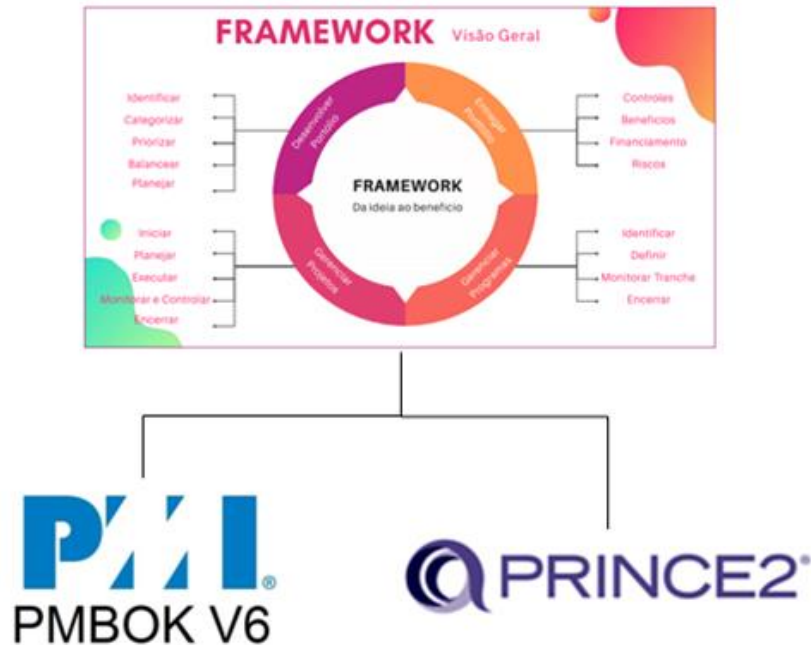 FRAMEWORK Visão Geral
Identificar
Categorizar
Priorizar
Balancear
Planejar
Desenvolver
Portólio
Entregar
Portólio
Controles
Benefícios
Financiamento
Riscos
FRAMEWORK
Da ideia ao benefício
Iniciar
Planejar
Executar
Monitorar e Controlar
Encerrar
Gerenciar
Projetos
Gerenciar
Programas
Identificar
Definir
Monitorar Tranche
Encerrar
PMI®
PMBOK V6
PRINCE2®